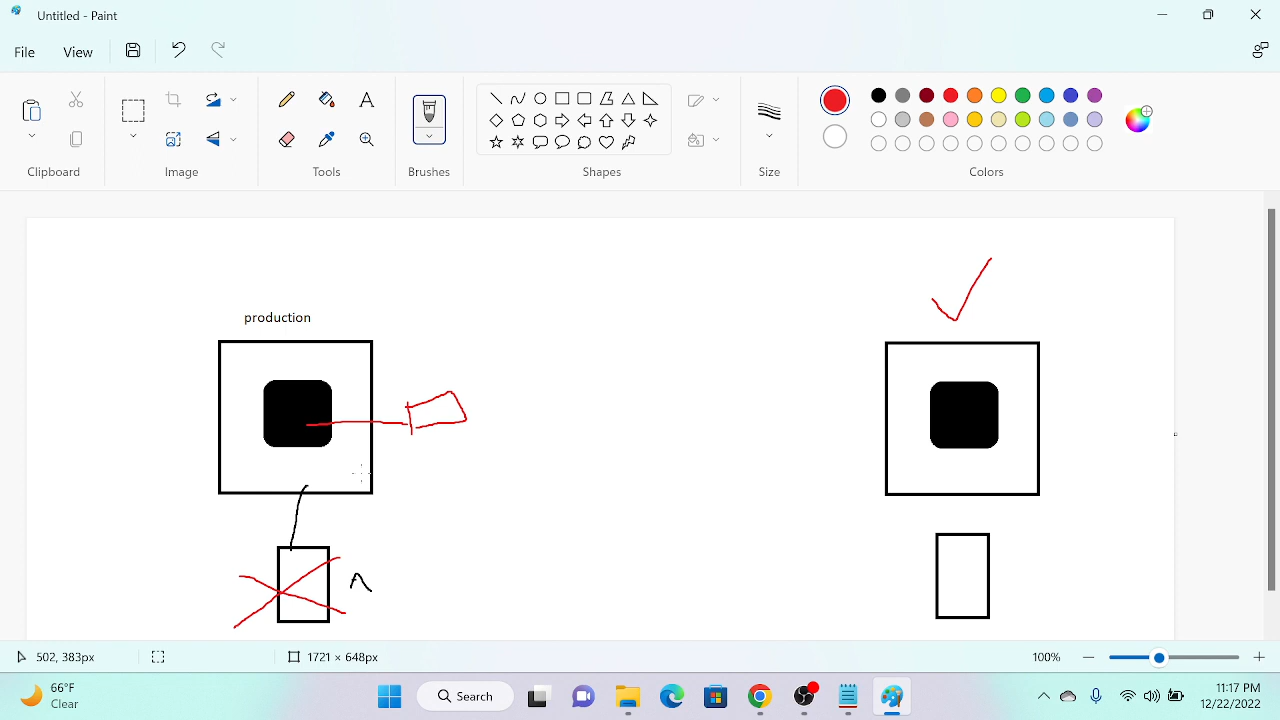 Untitled - Paint
File View
Clipboard
Image
Tools
Brushes
Shapes
Size
Colors
production
502, 383px
1721 × 648px
100%
66°F
Clear
Search
11:17 PM
12/22/2022